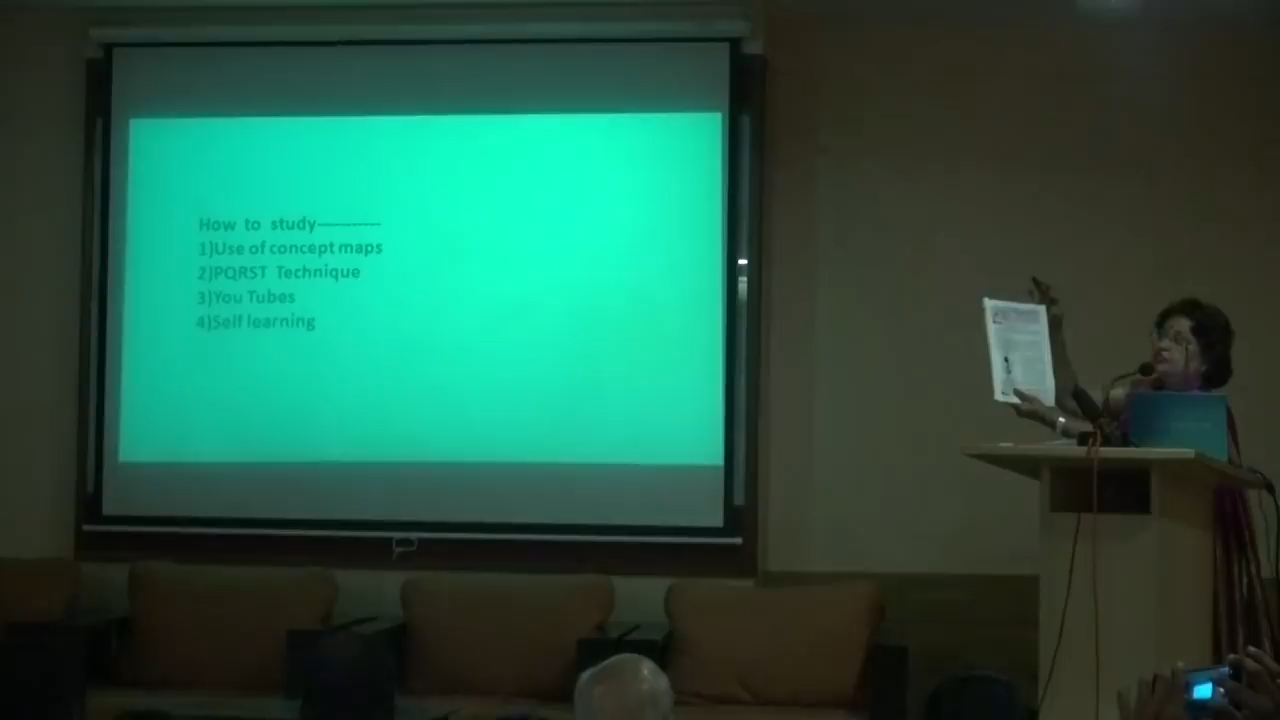 How to study-----------
1)Use of concept maps
2)PQRST Technique
3)You Tubes
4)Self learning